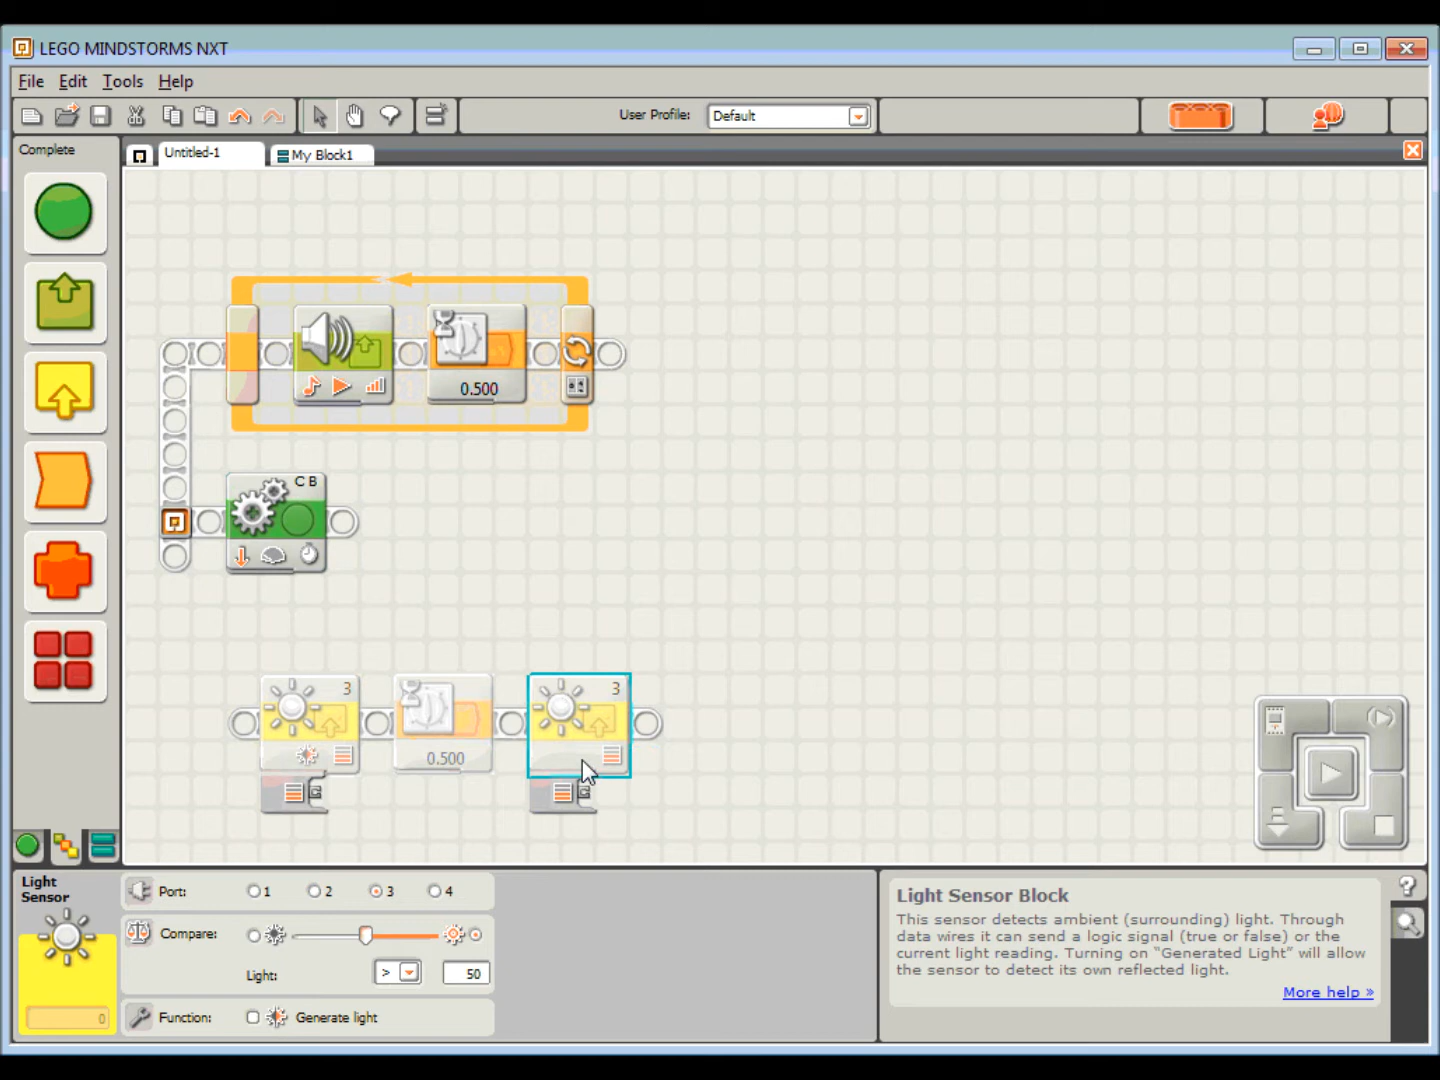 LEGO MINDSTORMS NXT
File Edit Tools Help
User Profile: Default
Complete
Untitled-1 My Block1
0.500
C B
3 3
0.500
Light Sensor Port: 1 2 3 4
Compare:
Light: > 50
0
Function: Generate light
Light Sensor Block
This sensor detects ambient (surrounding) light. Through
data wires it can send a logic signal (true or false) or the
current light reading. Turning on "Generated Light" will allow
the sensor to detect its own reflected light.
More help »
?